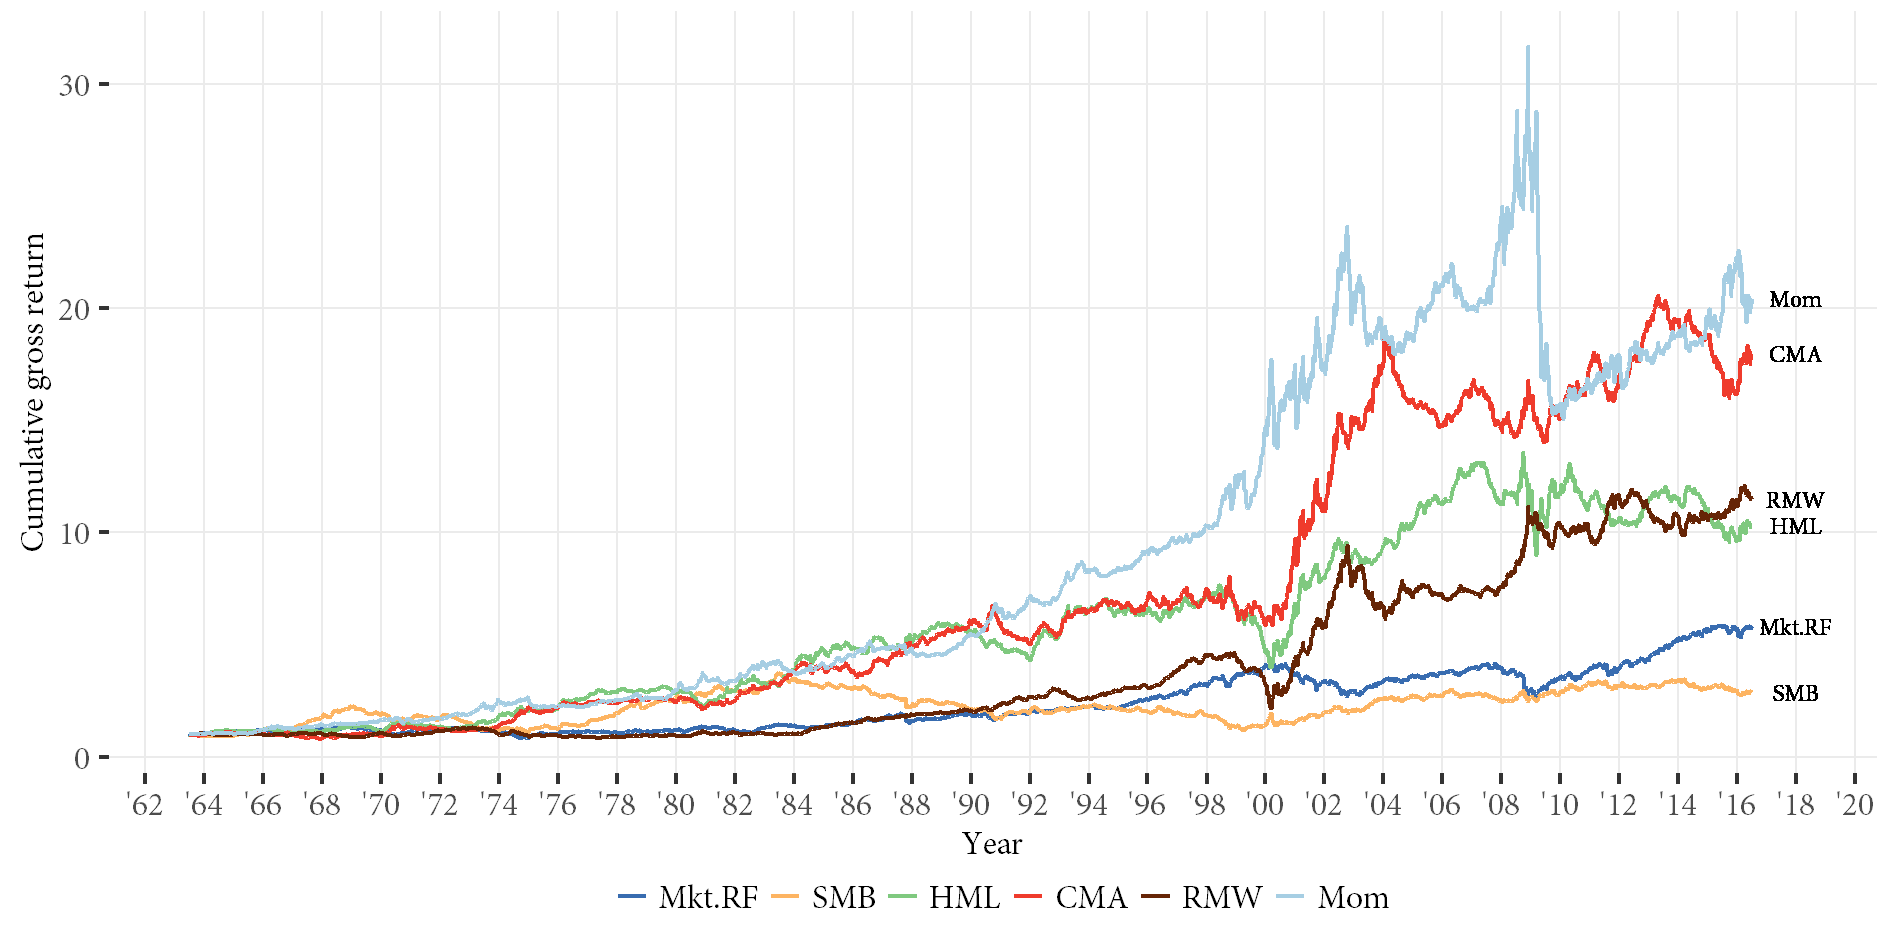 Cumulative gross return
30
20
10
0
Mom
CMA
RMW
HML
Mkt.RF
SMB
'62 '64 '66 '68 '70 '72 '74 '76 '78 '80 '82 '84 '86 '88 '90 '92 '94 '96 '98 '00 '02 '04 '06 '08 '10 '12 '14 '16 '18 '20
Year
Mkt.RF SMB HML CMA RMW Mom